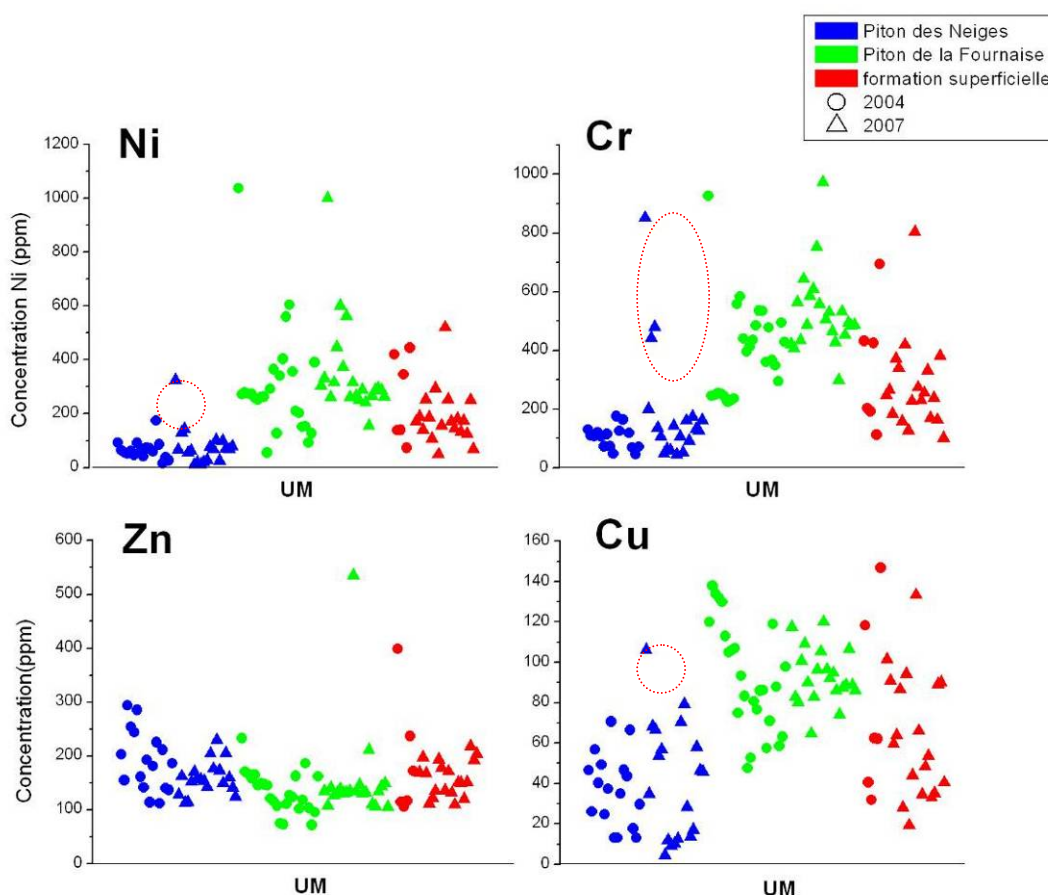 Piton des Neiges
Piton de la Fournaise
formation superficielle
2004
2007
Ni
Concentration Ni (ppm)
1200
1000
800
600
400
200
0
UM
Cr
1000
800
600
400
200
0
UM
Zn
Concentration(ppm)
600
500
400
300
200
100
0
UM
Cu
160
140
120
100
80
60
40
20
0
UM